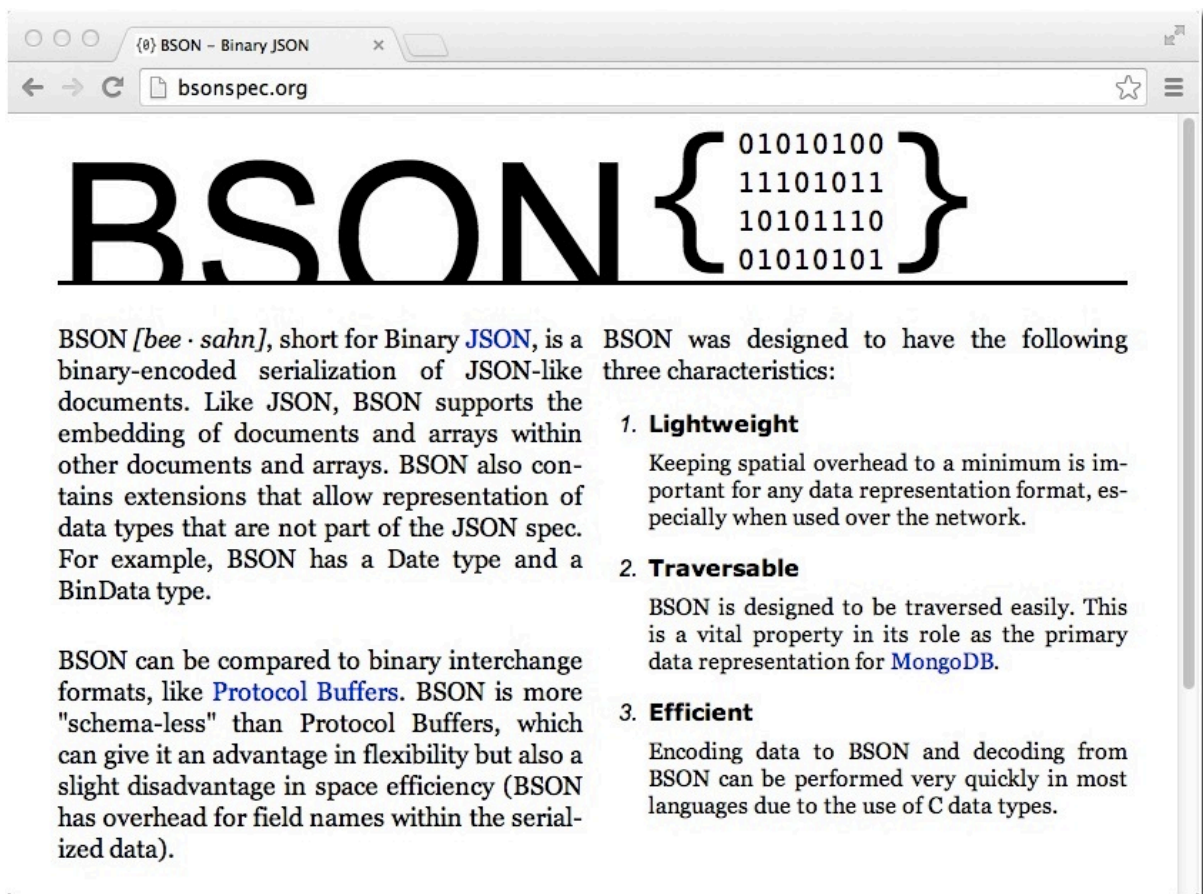 {0} BSON – Binary JSON
bsonspec.org
BSON
01010100
11101011
10101110
01010101
BSON [bee · sahn], short for Binary JSON, is a
binary-encoded serialization of JSON-like
documents. Like JSON, BSON supports the
embedding of documents and arrays within
other documents and arrays. BSON also con-
tains extensions that allow representation of
data types that are not part of the JSON spec.
For example, BSON has a Date type and a
BinData type.
BSON can be compared to binary interchange
formats, like Protocol Buffers. BSON is more
"schema-less" than Protocol Buffers, which
can give it an advantage in flexibility but also a
slight disadvantage in space efficiency (BSON
has overhead for field names within the serial-
ized data).
BSON was designed to have the following
three characteristics:
1. Lightweight
Keeping spatial overhead to a minimum is im-
portant for any data representation format, es-
pecially when used over the network.
2. Traversable
BSON is designed to be traversed easily. This
is a vital property in its role as the primary
data representation for MongoDB.
3. Efficient
Encoding data to BSON and decoding from
BSON can be performed very quickly in most
languages due to the use of C data types.